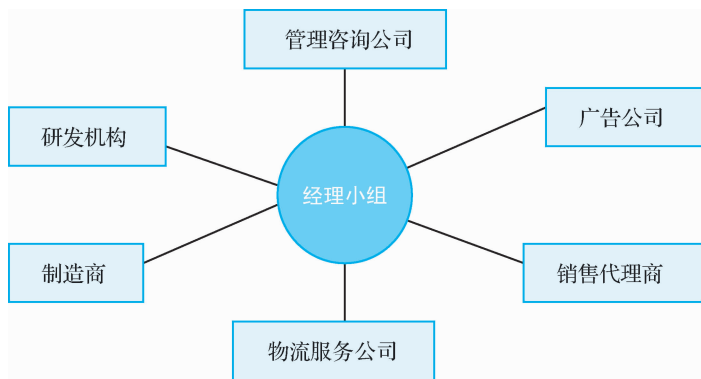 管理咨询公司
广告公司
研发机构
经理小组
制造商
销售代理商
物流服务公司